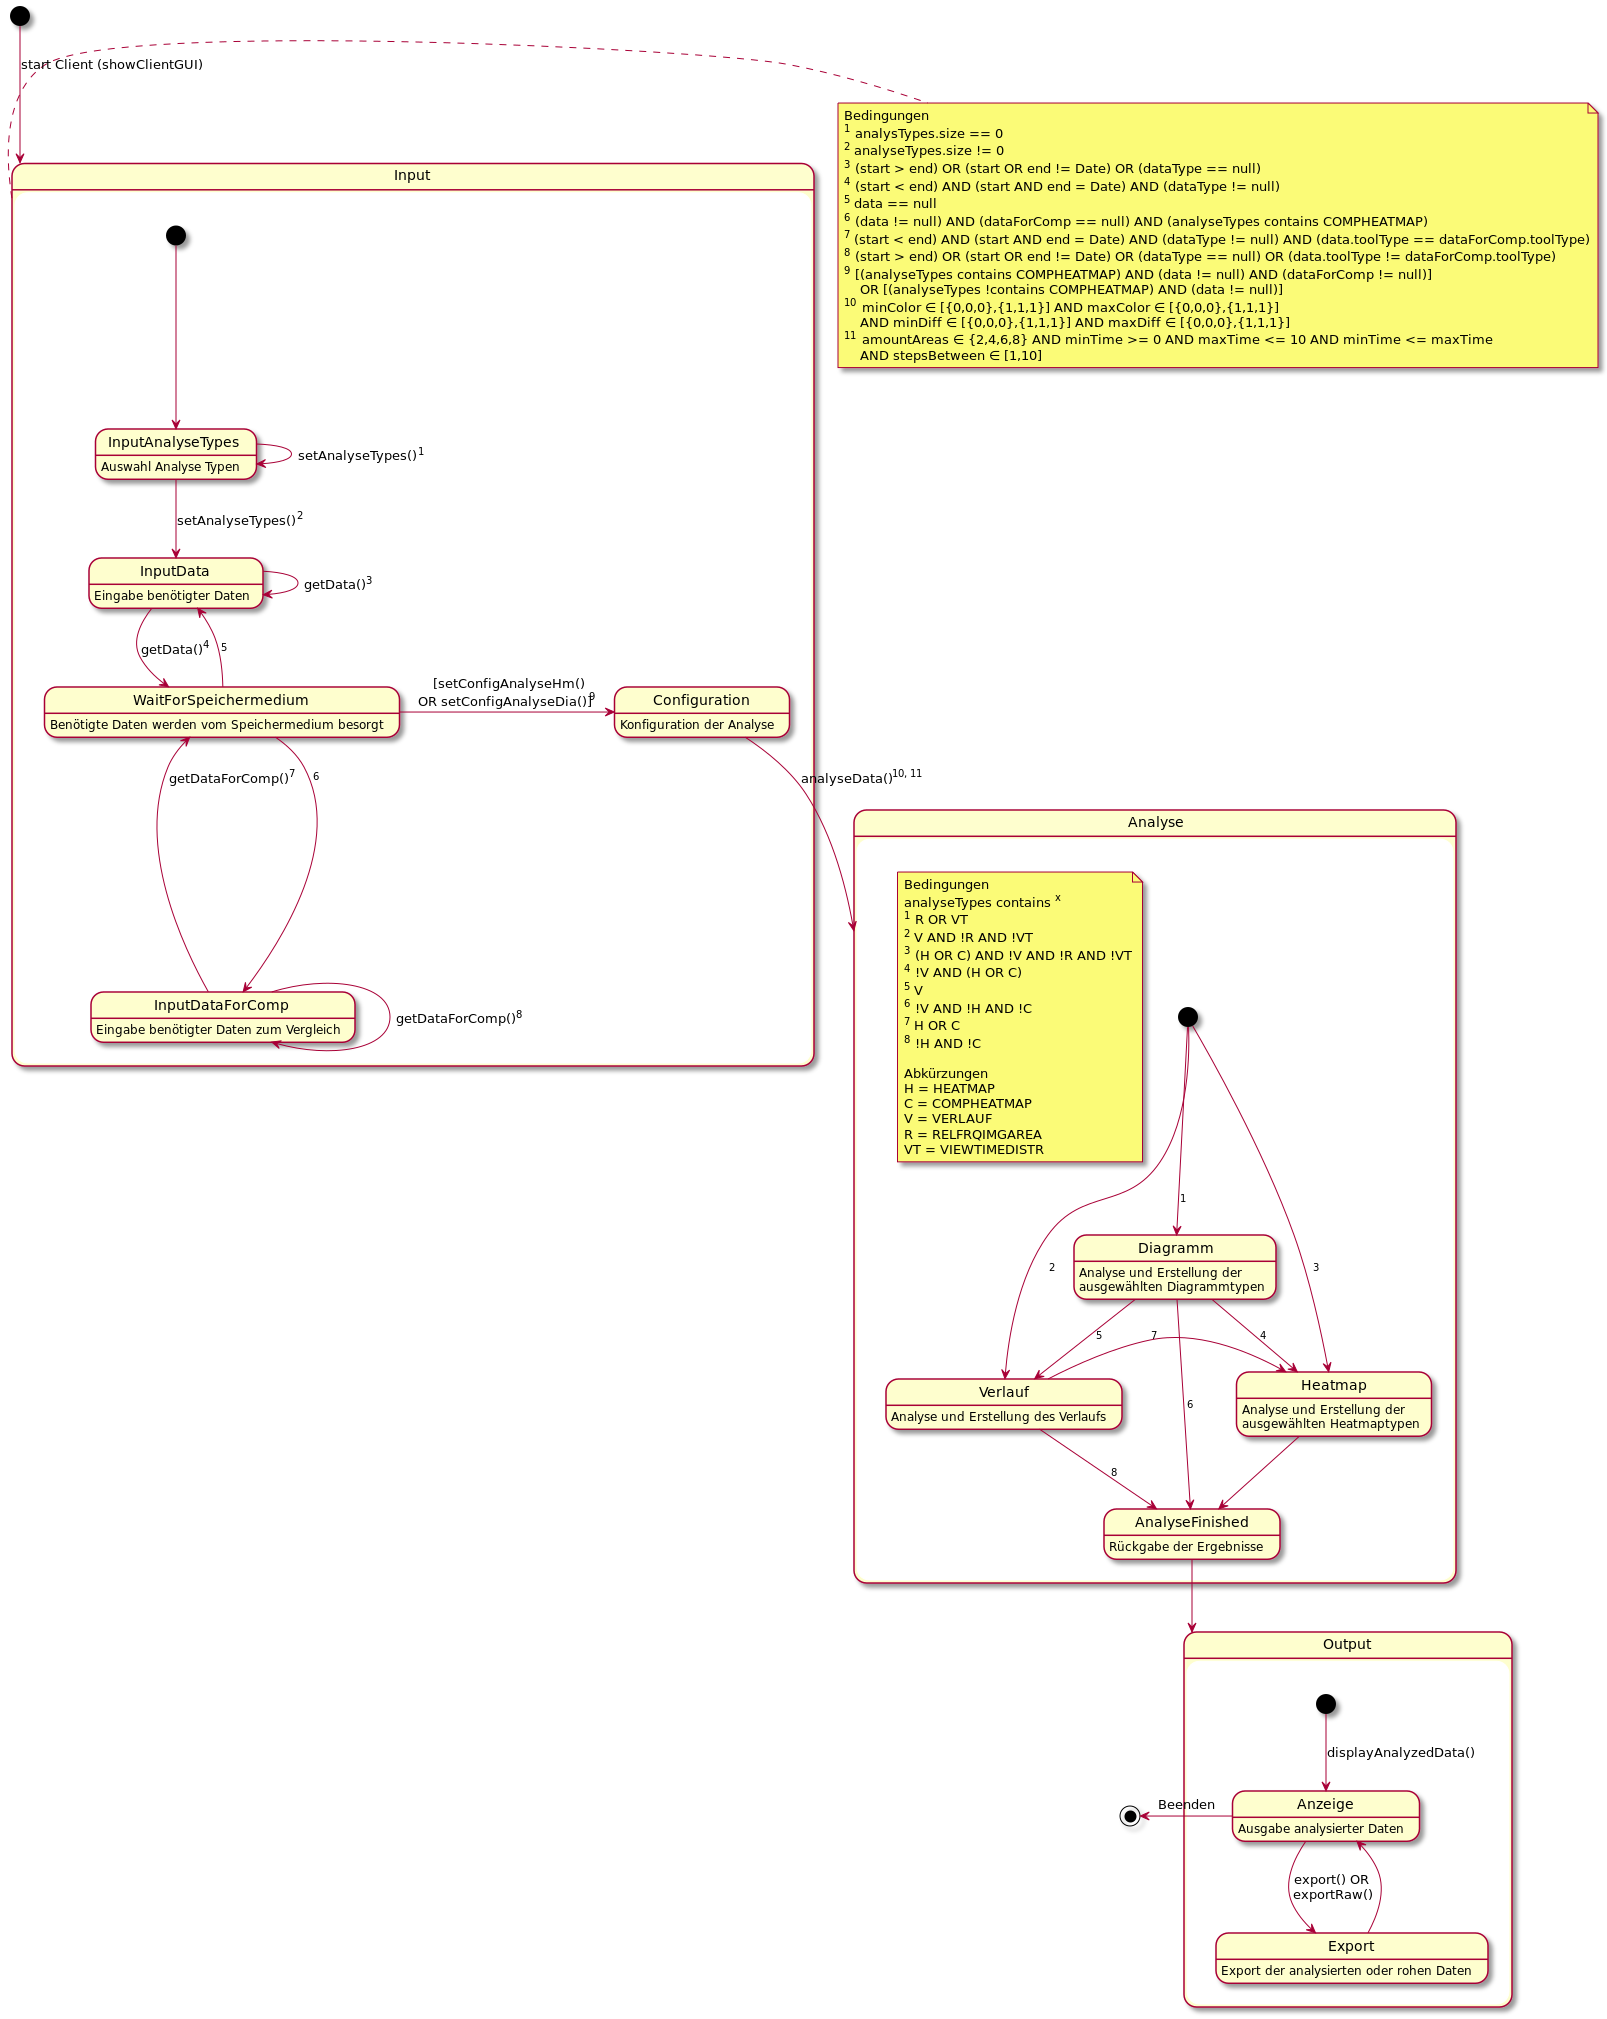 start Client (showClientGUI)
Bedingungen
1 analysTypes.size == 0
2 analyseTypes.size != 0
3 (start > end) OR (start OR end != Date) OR (dataType == null)
4 (start < end) AND (start AND end = Date) AND (dataType != null)
5 data == null
6 (data != null) AND (dataForComp == null) AND (analyseTypes contains COMPHEATMAP)
7 (start < end) AND (start AND end = Date) AND (dataType != null) AND (data.toolType == dataForComp.toolType)
8 (start > end) OR (start OR end != Date) OR (dataType == null) OR (data.toolType != dataForComp.toolType)
9 [(analyseTypes contains COMPHEATMAP) AND (data != null) AND (dataForComp != null)]
OR [(analyseTypes !contains COMPHEATMAP) AND (data != null)]
10 minColor ∈ [{0,0,0},{1,1,1}] AND maxColor ∈ [{0,0,0},{1,1,1}]
AND minDiff ∈ [{0,0,0},{1,1,1}] AND maxDiff ∈ [{0,0,0},{1,1,1}]
11 amountAreas ∈ {2,4,6,8} AND minTime >= 0 AND maxTime <= 10 AND minTime <= maxTime
AND stepsBetween ∈ [1,10]
Input
InputAnalyseTypes
Auswahl Analyse Typen
setAnalyseTypes()1
setAnalyseTypes()2
InputData
Eingabe benötigter Daten
getData()3
getData()4
5
WaitForSpeichermedium
Benötigte Daten werden vom Speichermedium besorgt
[setConfigAnalyseHm()
OR setConfigAnalyseDia()]9
Configuration
Konfiguration der Analyse
getDataForComp()7
6
analyseData()10, 11
InputDataForComp
Eingabe benötigter Daten zum Vergleich
getDataForComp()8
Analyse
Bedingungen
analyseTypes contains x
1 R OR VT
2 V AND !R AND !VT
3 (H OR C) AND !V AND !R AND !VT
4 !V AND (H OR C)
5 V
6 !V AND !H AND !C
7 H OR C
8 !H AND !C
Abkürzungen
H = HEATMAP
C = COMPHEATMAP
V = VERLAUF
R = RELFRQIMGAREA
VT = VIEWTIMEDISTR
1
2
3
Diagramm
Analyse und Erstellung der
ausgewählten Diagrammtypen
5
7
4
Verlauf
Analyse und Erstellung des Verlaufs
6
Heatmap
Analyse und Erstellung der
ausgewählten Heatmaptypen
8
AnalyseFinished
Rückgabe der Ergebnisse
Output
displayAnalyzedData()
Beenden
Anzeige
Ausgabe analysierter Daten
export() OR
exportRaw()
Export
Export der analysierten oder rohen Daten